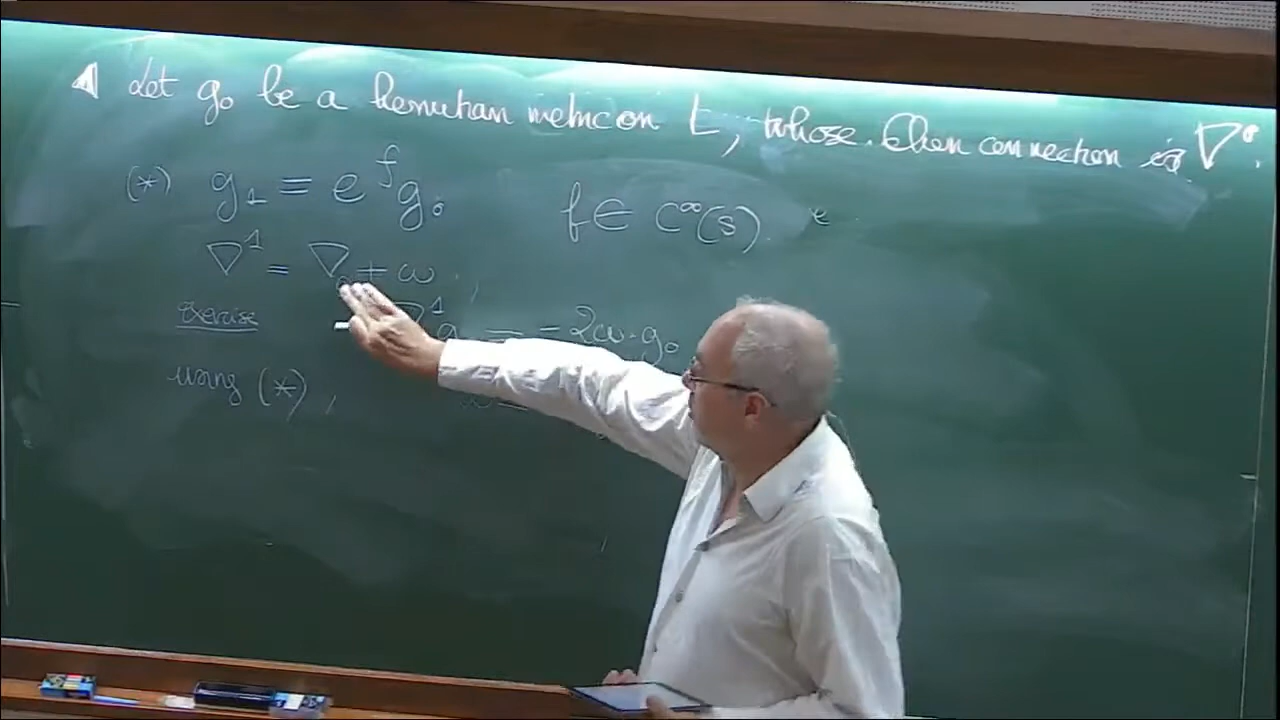 Let g₀ be a Hermitian metric on L, whose Chern connection is ∇⁰.
(*) g₁ = e^f g₀ f ∈ C^∞(S)
∇¹ = ∇₀ + ω,
Exercise ∇¹g₀ = -2ω·g₀
using (*),